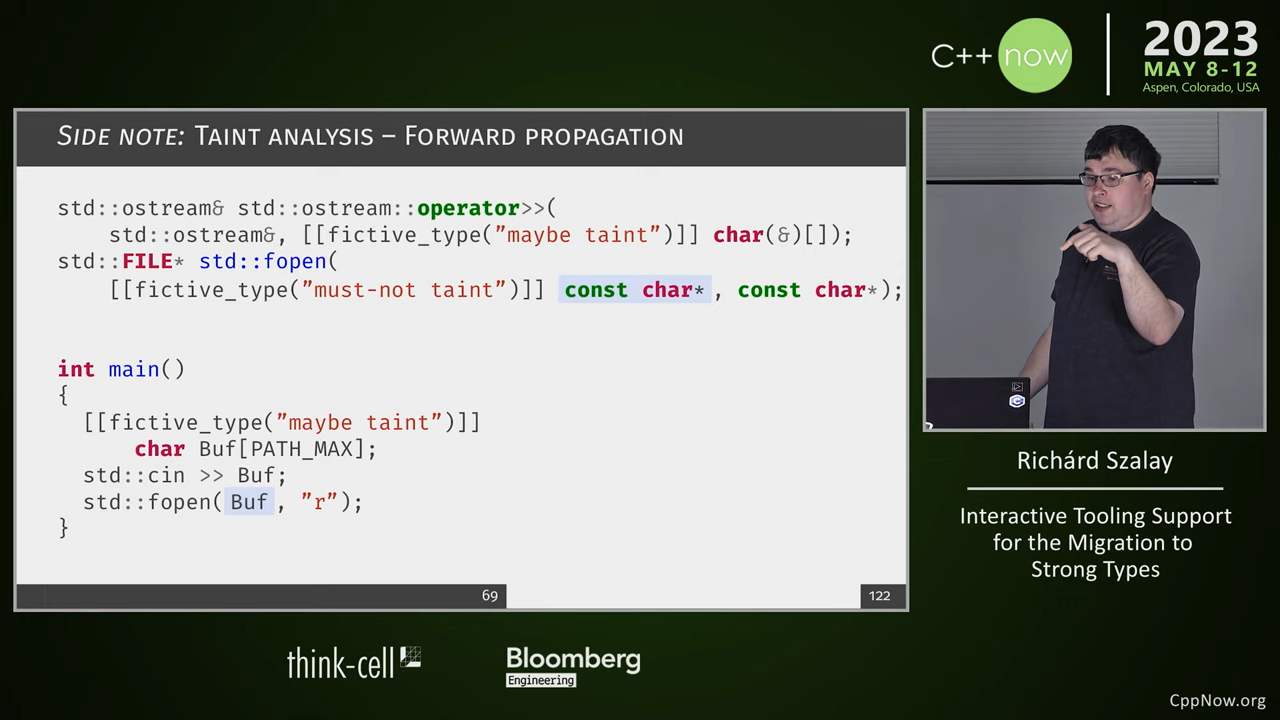 C++ now
2023
MAY 8-12
Aspen, Colorado, USA
SIDE NOTE: TAINT ANALYSIS – FORWARD PROPAGATION
std::ostream& std::ostream::operator>>(
std::ostream&, [[fictive_type("maybe taint")]] char(&)[]);
std::FILE* std::fopen(
[[fictive_type("must-not taint")]] const char*, const char*);
int main()
{
[[fictive_type("maybe taint")]]
char Buf[PATH_MAX];
std::cin >> Buf;
std::fopen(Buf, "r");
}
69
122
Richárd Szalay
Interactive Tooling Support
for the Migration to
Strong Types
think-cell
Bloomberg
Engineering
CppNow.org